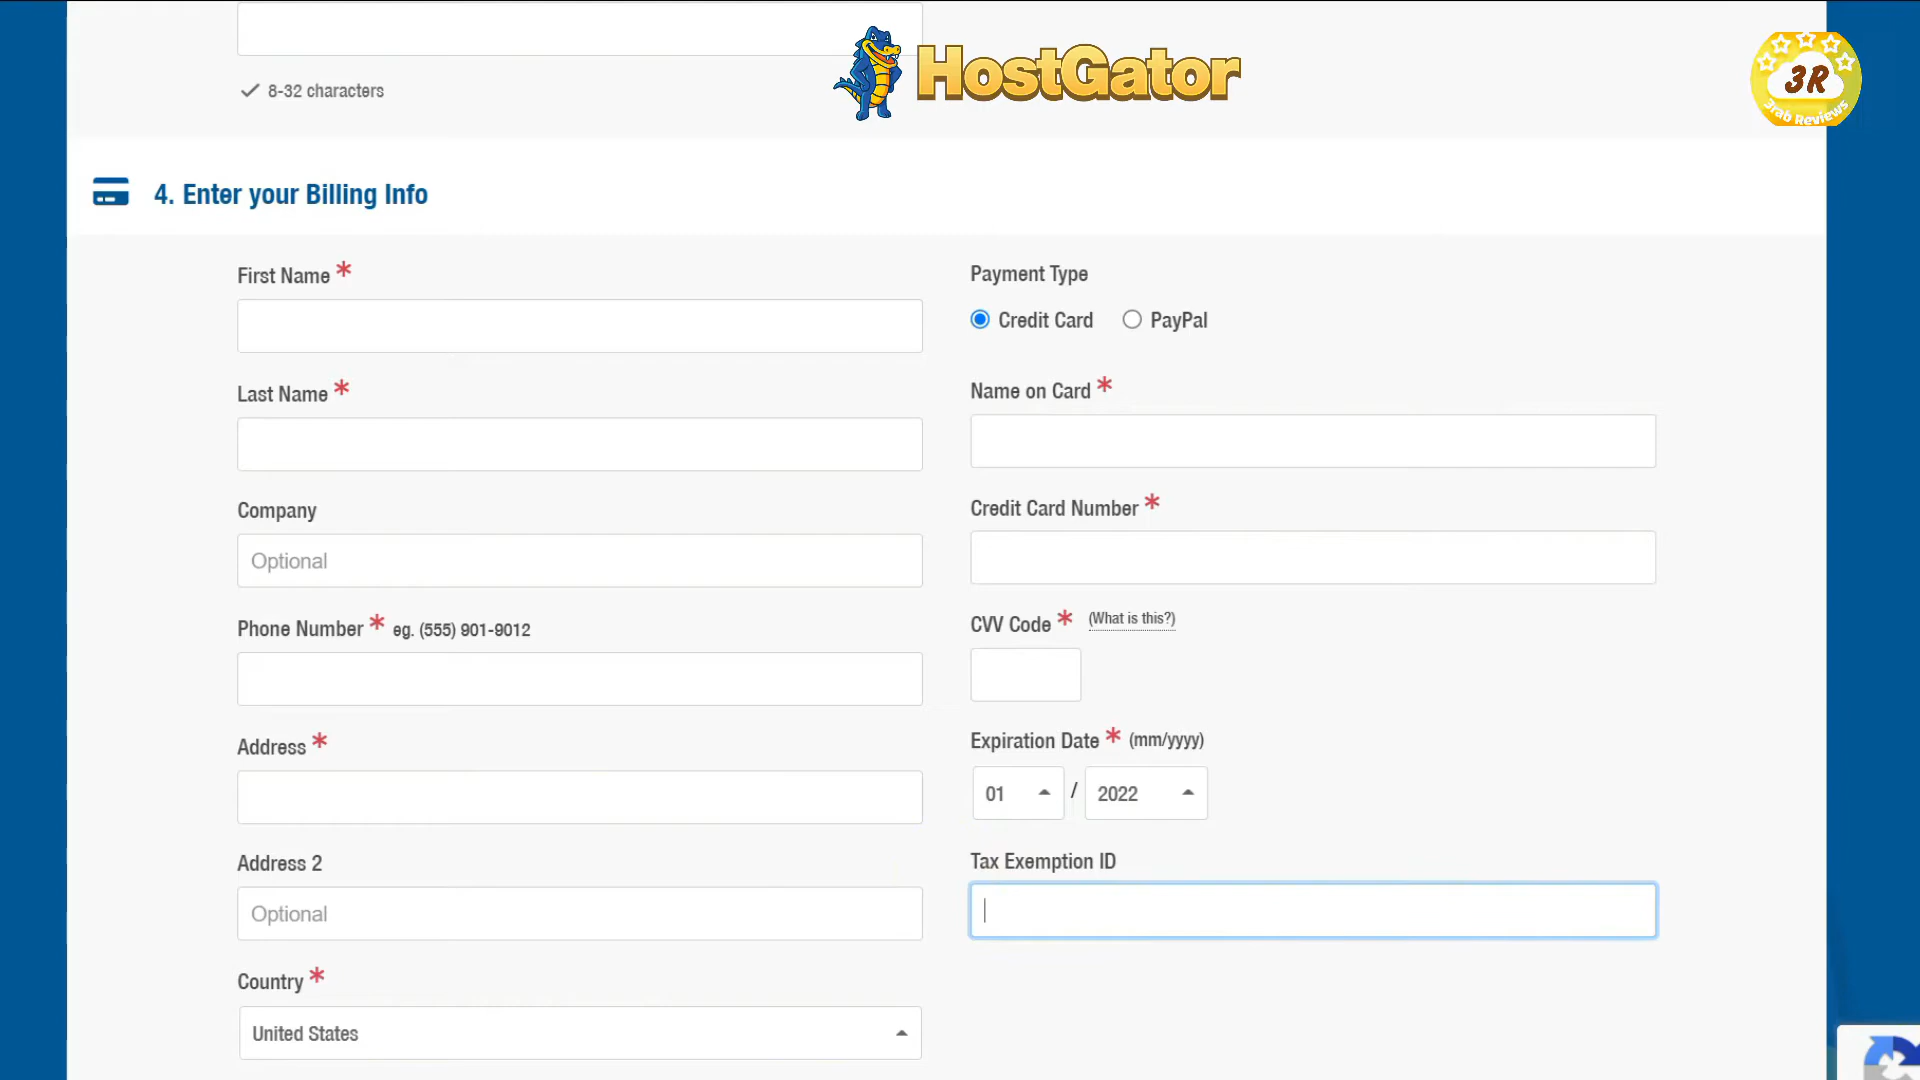 8-32 characters
HostGator
3R
3rab Reviews
4. Enter your Billing Info
First Name *
Last Name *
Company
Optional
Phone Number * eg. (555) 901-9012
Address *
Address 2
Optional
Country *
United States
Payment Type
Credit Card PayPal
Name on Card *
Credit Card Number *
CVV Code * (What is this?)
Expiration Date * (mm/yyyy)
01 / 2022
Tax Exemption ID